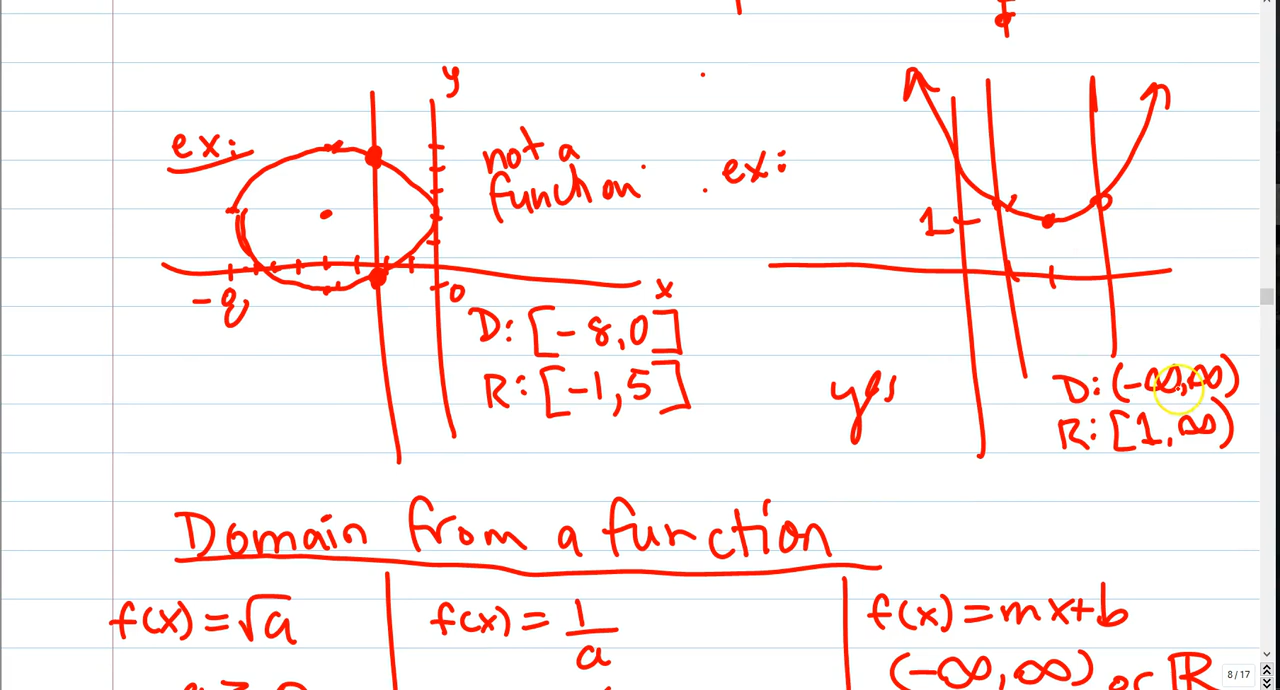 y
ex:
not a
function
ex:
1
-8
0
x
D: [-8,0]
R: [-1,5]
yes
D: (-∞,∞)
R: [1,∞)
Domain from a function
f(x) = √a
f(x) = 1/a
f(x) = mx+b
(-∞,∞) or ℝ
8 / 17